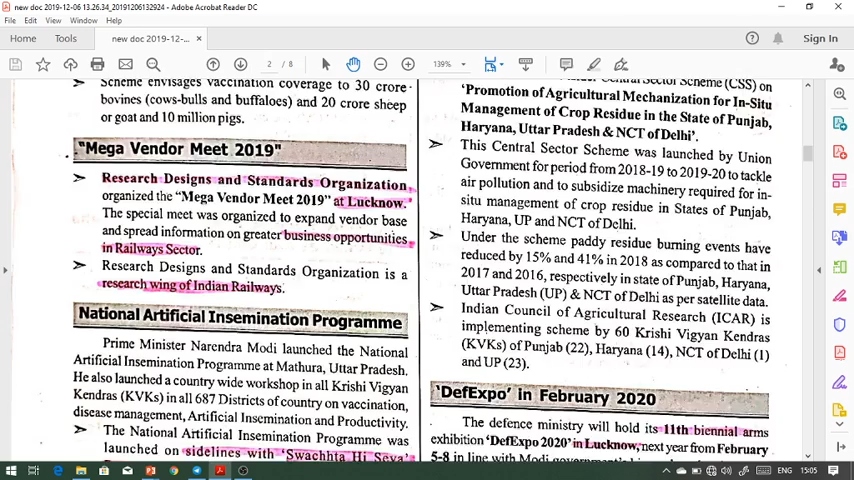 new doc 2019-12-06 13.26.34_20191206132924 - Adobe Acrobat Reader DC
File Edit View Window Help
Home Tools new doc 2019-12-... × Sign In
2 / 8 139%
Scheme envisages vaccination coverage to 30 crore
bovines (cows-bulls and buffaloes) and 20 crore sheep
or goat and 10 million pigs.
"Mega Vendor Meet 2019"
➢ Research Designs and Standards Organization,
organized the "Mega Vendor Meet 2019" at Lucknow.
The special meet was organized to expand vendor base
and spread information on greater business opportunities
in Railways Sector.
➢ Research Designs and Standards Organization is a
research wing of Indian Railways.
National Artificial Insemination Programme
Prime Minister Narendra Modi launched the National
Artificial Insemination Programme at Mathura, Uttar Pradesh.
He also launched a country wide workshop in all Krishi Vigyan
Kendras (KVKs) in all 687 Districts of country on vaccination,
disease management, Artificial Insemination and Productivity.
➢ The National Artificial Insemination Programme was
launched on sidelines with 'Swachhta Hi Seva'
Central Sector Scheme (CSS) on
'Promotion of Agricultural Mechanization for In-Situ
Management of Crop Residue in the State of Punjab,
Haryana, Uttar Pradesh & NCT of Delhi'.
➢ This Central Sector Scheme was launched by Union
Government for period from 2018-19 to 2019-20 to tackle
air pollution and to subsidize machinery required for in-
situ management of crop residue in States of Punjab,
Haryana, UP and NCT of Delhi.
➢ Under the scheme paddy residue burning events have
reduced by 15% and 41% in 2018 as compared to that in
2017 and 2016, respectively in state of Punjab, Haryana,
Uttar Pradesh (UP) & NCT of Delhi as per satellite data.
➢ Indian Council of Agricultural Research (ICAR) is
implementing scheme by 60 Krishi Vigyan Kendras
(KVKs) of Punjab (22), Haryana (14), NCT of Delhi (1)
and UP (23).
'DefExpo' in February 2020
The defence ministry will hold its 11th biennial arms
exhibition 'DefExpo 2020' in Lucknow, next year from February
5-8 in line with Modi government's
ENG 15:05